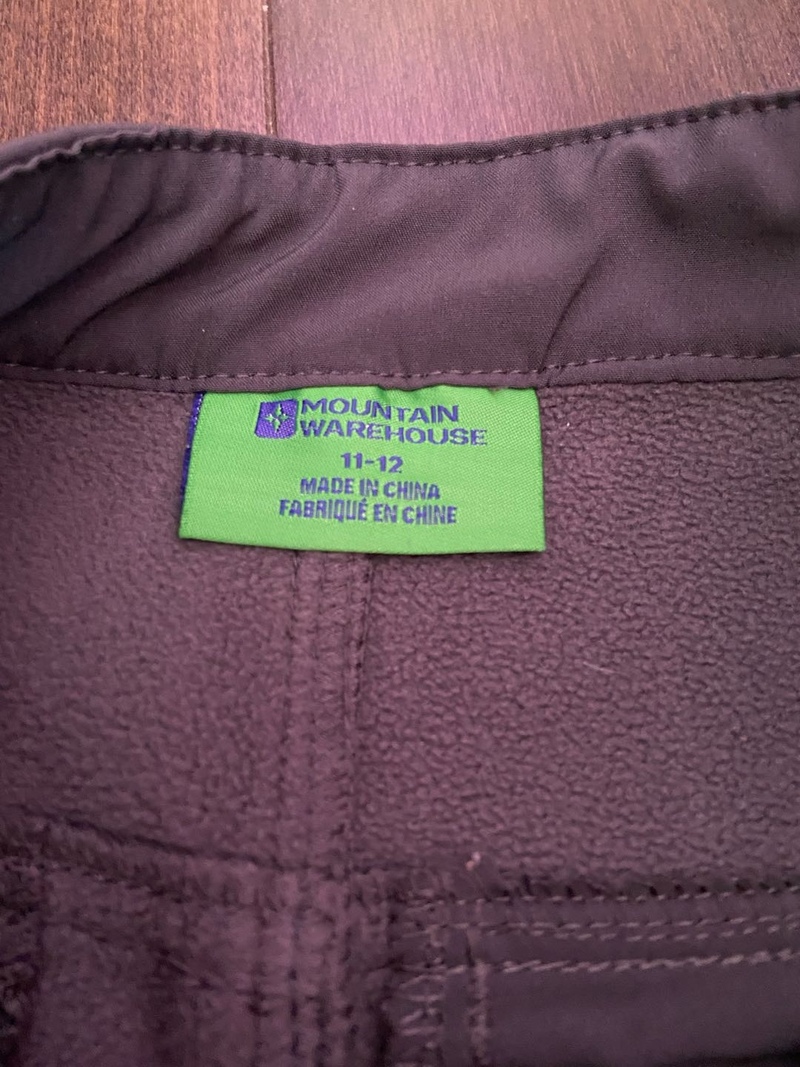 MOUNTAIN
WAREHOUSE
11-12
MADE IN CHINA
FABRIQUÉ EN CHINE